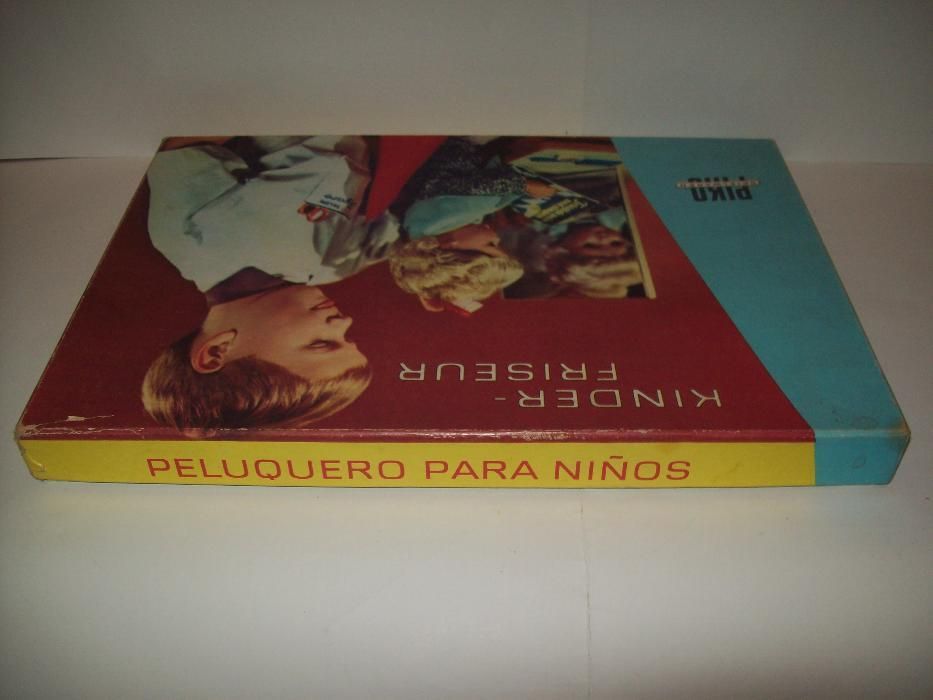 PELUQUERO PARA NIÑOS
KINDER-
FRISEUR
PIKO